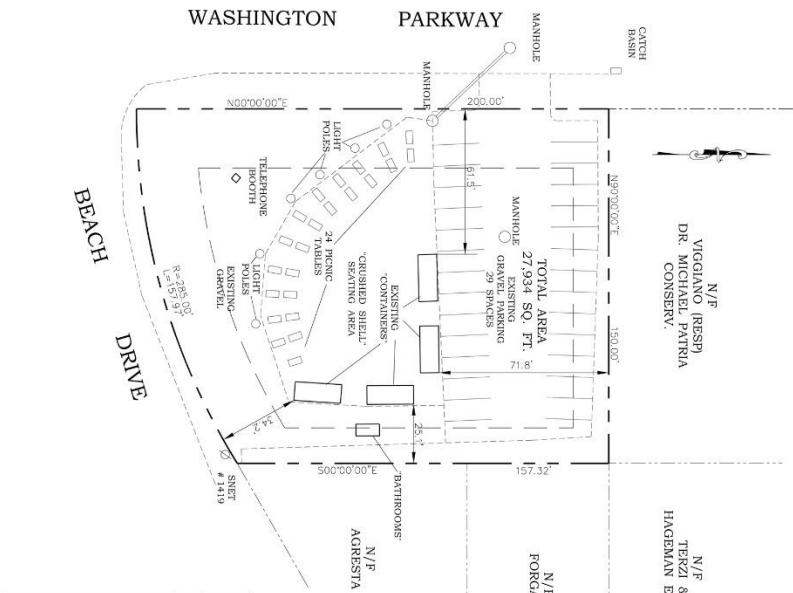 WASHINGTON PARKWAY
MANHOLE
CATCH
BASIN
MANHOLE
N00°00'00"E
200.00'
LIGHT
POLES
TELEPHONE
BOOTH
61.5'
MANHOLE
N90°00'00"E
N/F
VIGGIANO (RESP)
DR. MICHAEL PATRIA
CONSERV.
BEACH DRIVE
R=285.00'
L=157.97'
EXISTING
GRAVEL
LIGHT
POLES
24 PICNIC
TABLES
"CRUSHED SHELL"
SEATING AREA
EXISTING
"CONTAINERS"
TOTAL AREA
27,934 SQ. FT.
EXISTING
GRAVEL PARKING
29 SPACES
71.8'
150.00'
34.2'
25.1'
S00°00'00"E
157.32'
SNET
# 1419
"BATHROOMS"
N/F
AGRESTA
N/F
TERZI &